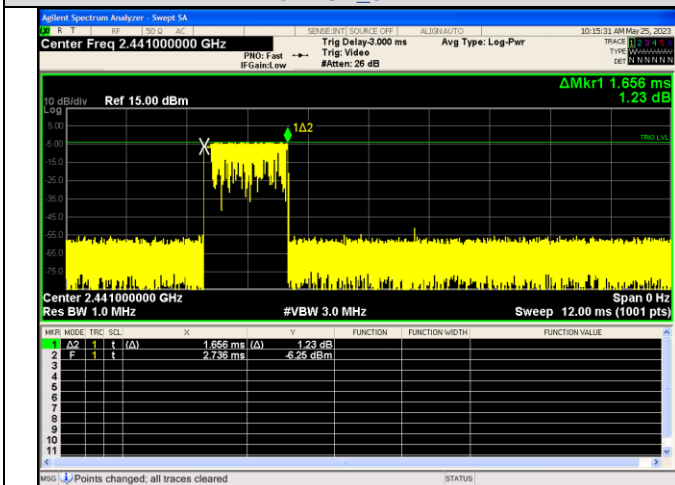 Agilent Spectrum Analyzer - Swept SA
R T RF 50 Ω AC SENSE:INT SOURCE OFF ALIGN AUTO 10:15:31 AM May 25, 2023
Center Freq 2.441000000 GHz
PNO: Fast
IFGain:Low
Trig Delay-3.000 ms
Trig: Video
#Atten: 26 dB
Avg Type: Log-Pwr
TRACE 1 2 3 4 5 6
TYPE
DET N N N N N N
ΔMkr1 1.656 ms
1.23 dB
10 dB/div Ref 15.00 dBm
Log
5.00
-5.00
-15.0
-25.0
-35.0
-45.0
-55.0
-65.0
-75.0
X
1Δ2
TRIG LVL
Center 2.441000000 GHz Span 0 Hz
Res BW 1.0 MHz #VBW 3.0 MHz Sweep 12.00 ms (1001 pts)
MKR MODE TRC SCL X Y FUNCTION FUNCTION WIDTH FUNCTION VALUE
1 Δ2 1 t (Δ) 1.656 ms (Δ) 1.23 dB
2 F 1 t 2.736 ms -6.25 dBm
3
4
5
6
7
8
9
10
11
MSG Points changed; all traces cleared STATUS